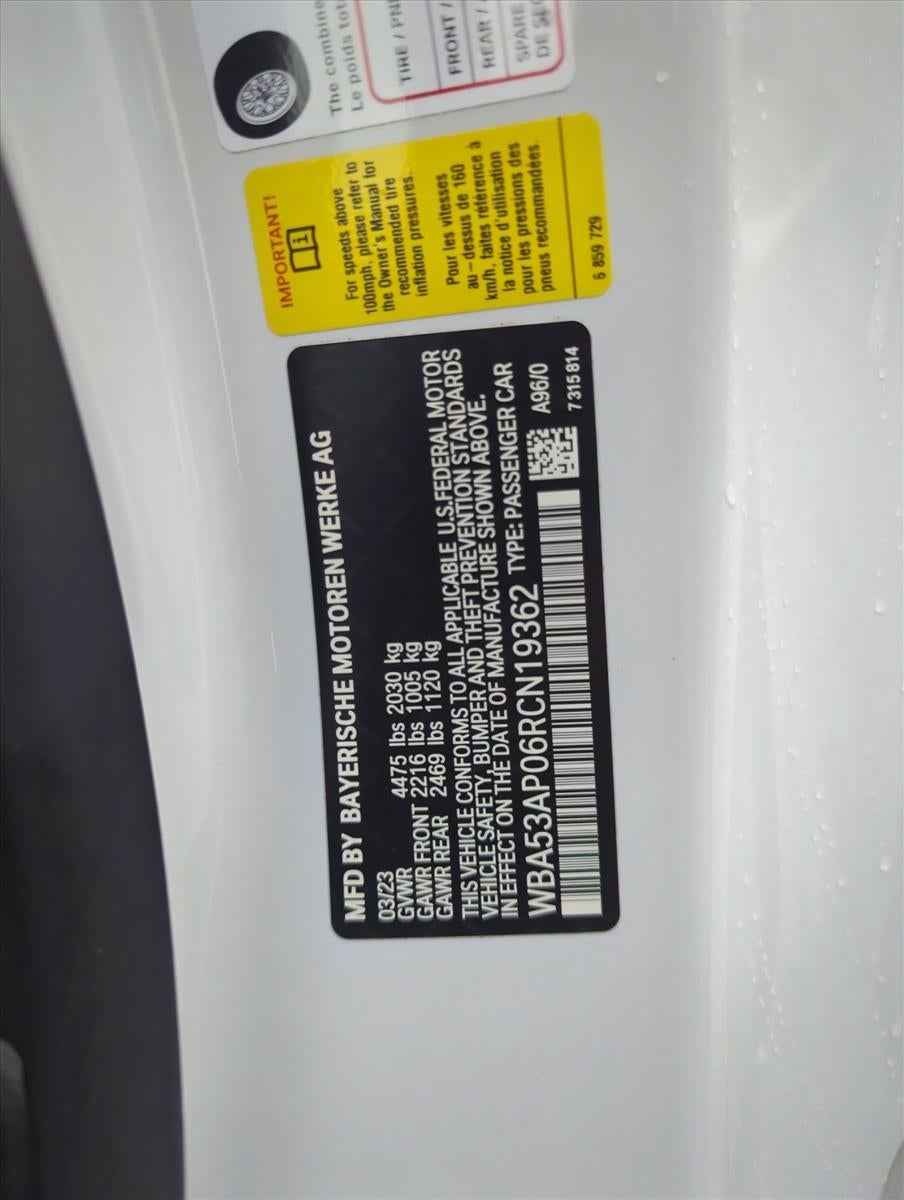 The combine
Le poids tot
TIRE /
FRONT /
REAR /
SPARE
IMPORTANT!
For speeds above
100mph, please refer to
the Owner's Manual for
recommended tire
inflation pressures.
Pour les vitesses
au - dessus de 160
km/h, faites référence à
la notice d'utilisation
pour les pressions des
pneus recommandées.
6 859 729
MFD BY BAYERISCHE MOTOREN WERKE AG
03/23
GVWR 4475 lbs 2030 kg
GAWR FRONT 2216 lbs 1005 kg
GAWR REAR 2469 lbs 1120 kg
THIS VEHICLE CONFORMS TO ALL APPLICABLE U.S.FEDERAL MOTOR
VEHICLE SAFETY, BUMPER AND THEFT PREVENTION STANDARDS
IN EFFECT ON THE DATE OF MANUFACTURE SHOWN ABOVE.
WBA53AP06RCN19362 TYPE: PASSENGER CAR
A96/0
7 315 814